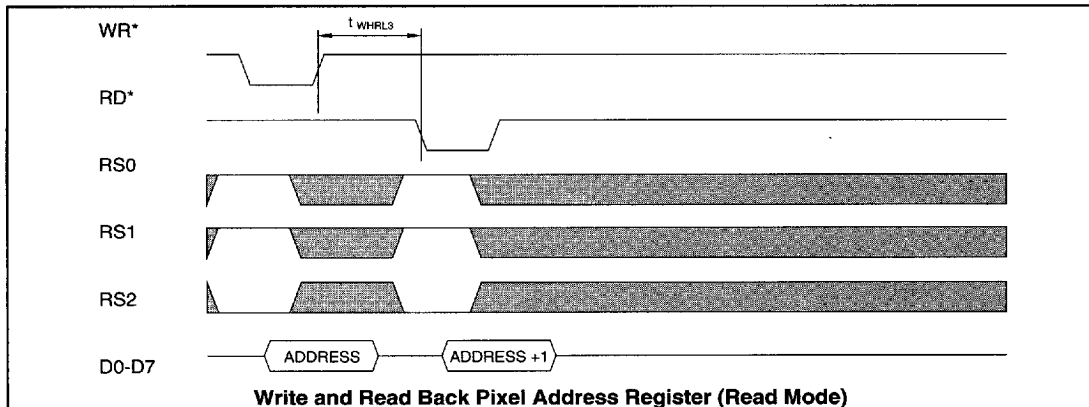 WR*
t WHRL3
RD*
RS0
RS1
RS2
D0-D7
ADDRESS
ADDRESS +1
Write and Read Back Pixel Address Register (Read Mode)